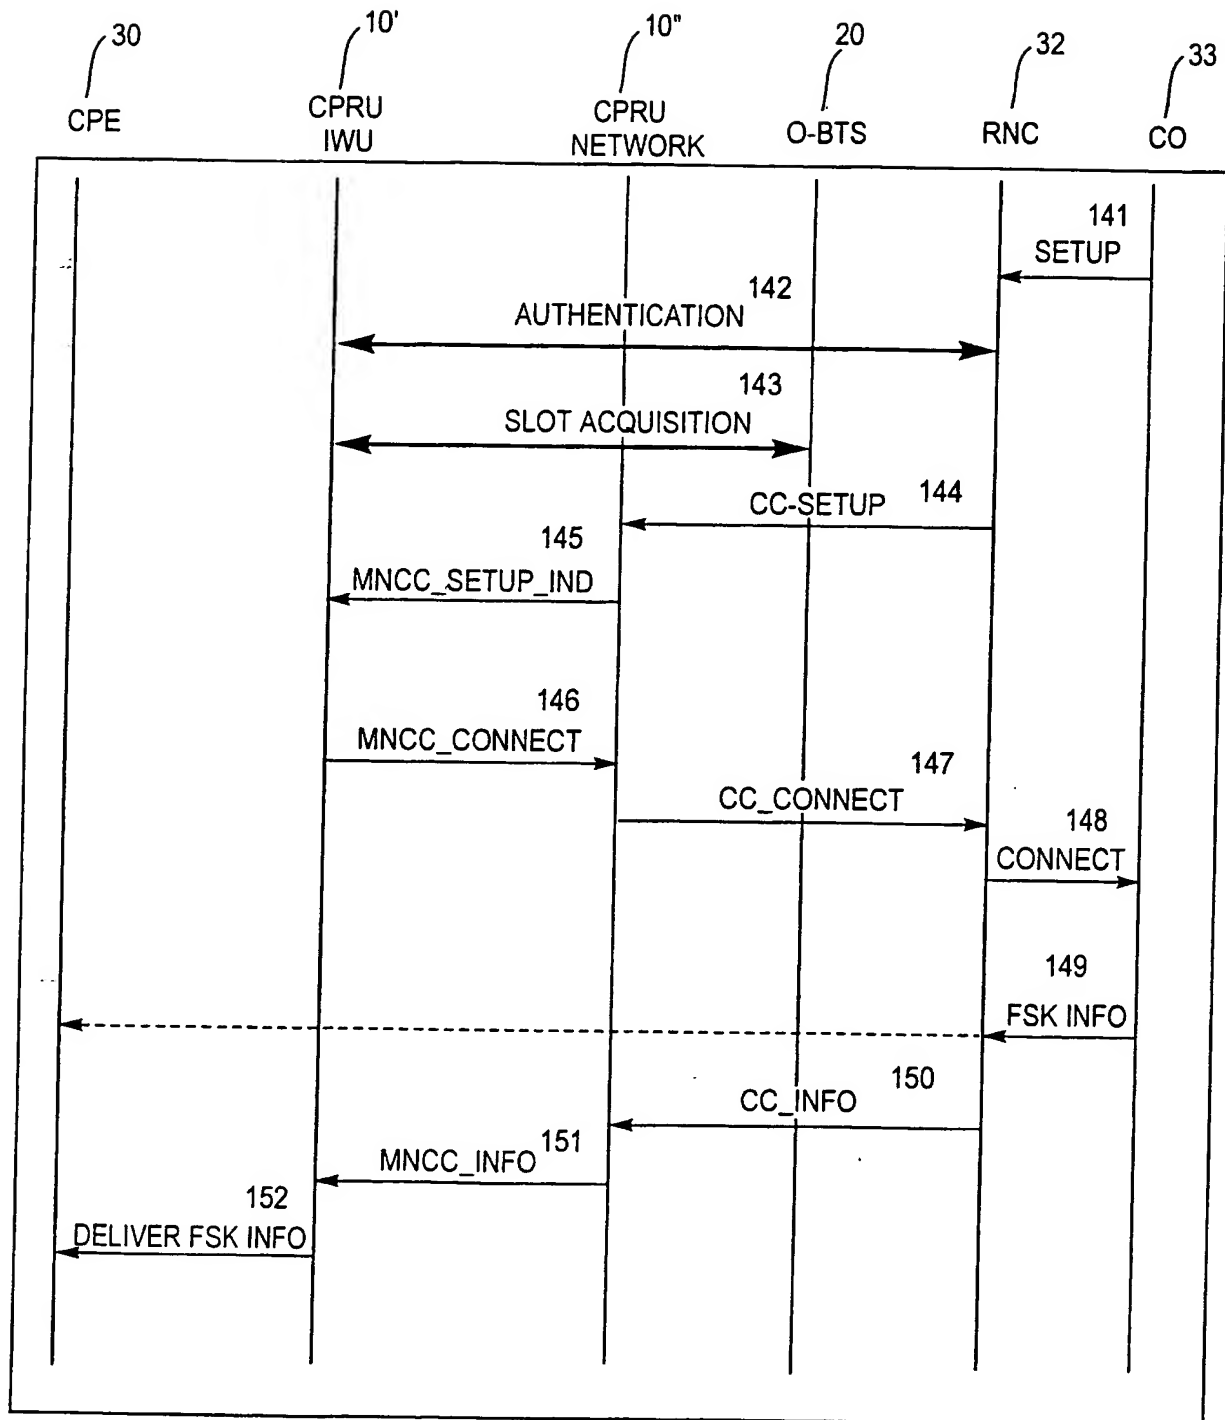 30
10'
10"
20
32
33
CPE
CPRU
IWU
CPRU
NETWORK
O-BTS
RNC
CO
141
SETUP
142
AUTHENTICATION
143
SLOT ACQUISITION
CC-SETUP
144
145
MNCC_SETUP_IND
146
MNCC_CONNECT
147
CC_CONNECT
148
CONNECT
149
FSK INFO
150
CC_INFO
151
MNCC_INFO
152
DELIVER FSK INFO